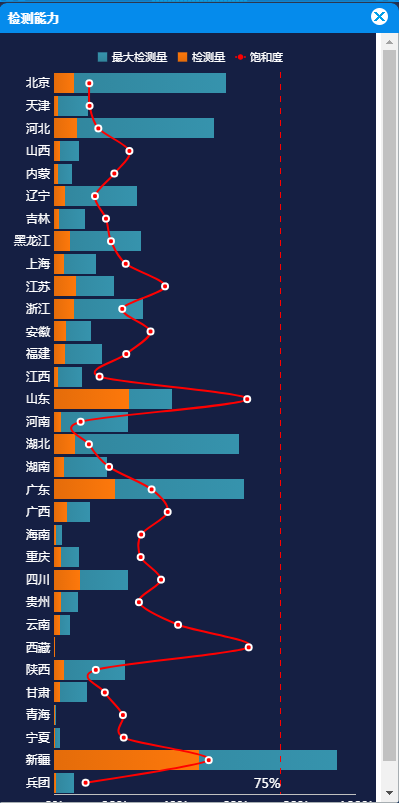 检测能力
最大检测量 检测量 饱和度
北京
天津
河北
山西
内蒙
辽宁
吉林
黑龙江
上海
江苏
浙江
安徽
福建
江西
山东
河南
湖北
湖南
广东
广西
海南
重庆
四川
贵州
云南
西藏
陕西
甘肃
青海
宁夏
新疆
兵团
75%